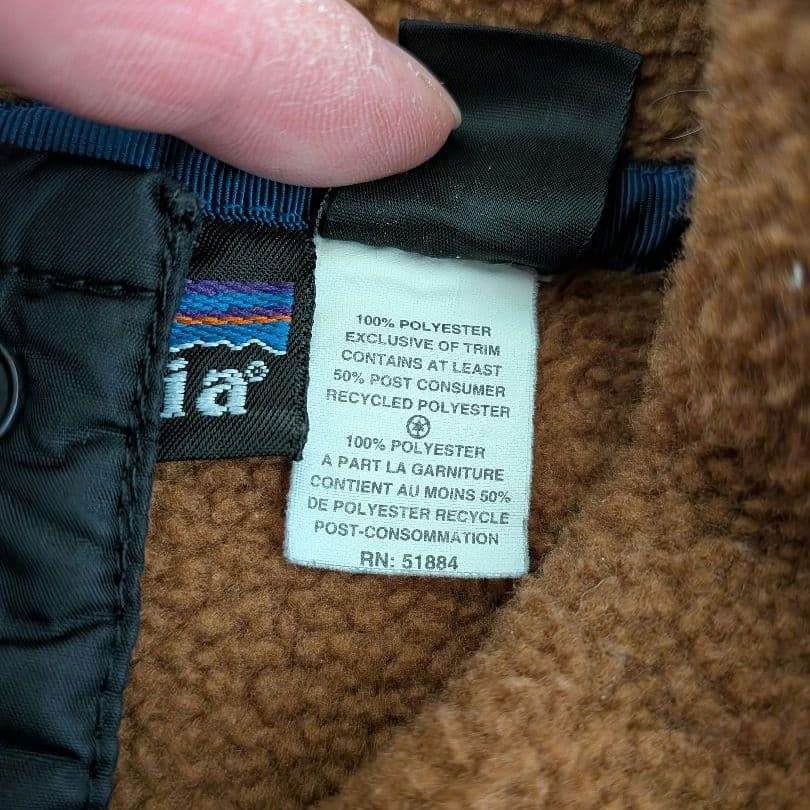 ia®
100% POLYESTER
EXCLUSIVE OF TRIM
CONTAINS AT LEAST
50% POST CONSUMER
RECYCLED POLYESTER
100% POLYESTER
A PART LA GARNITURE
CONTIENT AU MOINS 50%
DE POLYESTER RECYCLE
POST-CONSOMMATION
RN: 51884